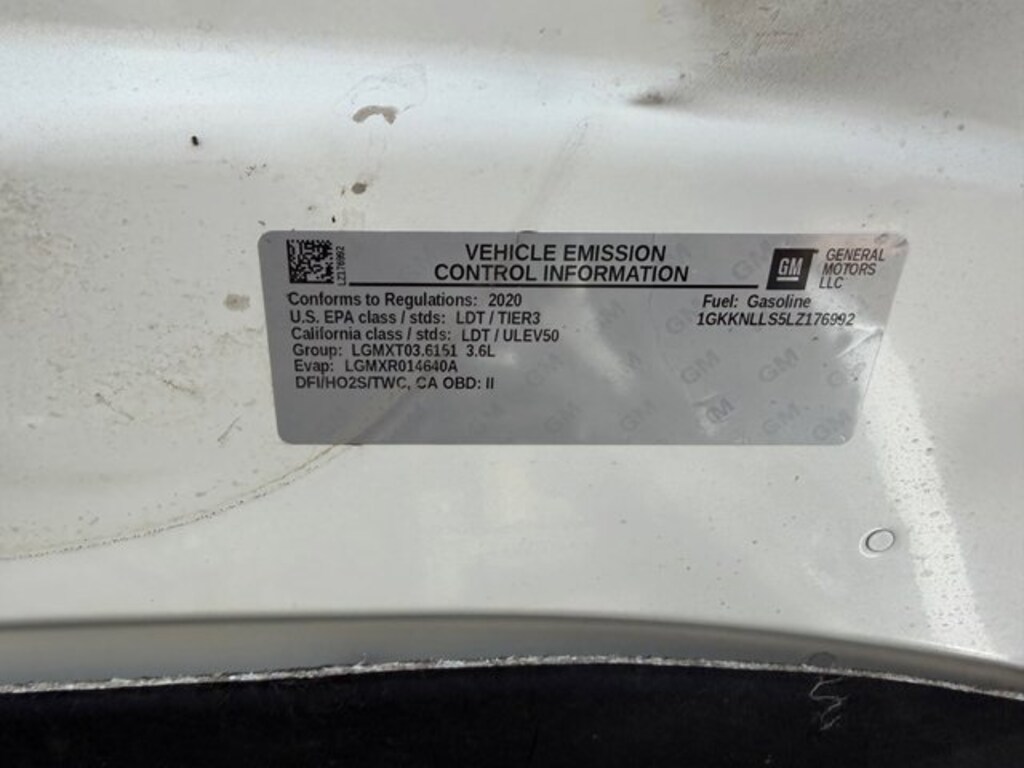 LZ176992
VEHICLE EMISSION
CONTROL INFORMATION
GM
GENERAL
MOTORS
LLC
Conforms to Regulations: 2020
U.S. EPA class / stds: LDT / TIER3
California class / stds: LDT / ULEV50
Group: LGMXT03.6151 3.6L
Evap: LGMXR014640A
DFI/HO2S/TWC, CA OBD: II
Fuel: Gasoline
1GKKNLLS5LZ176992